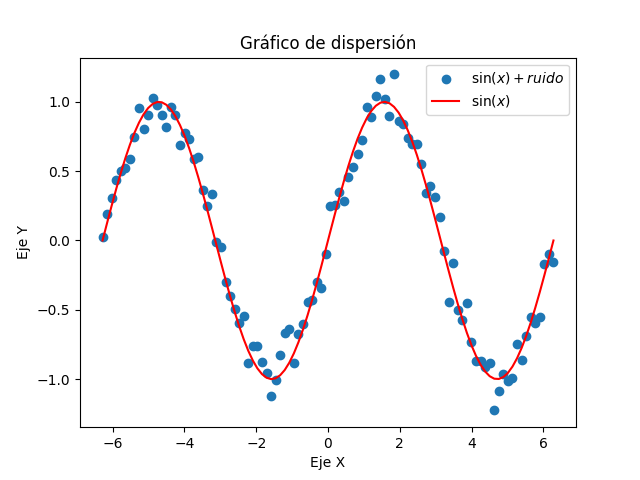 Gráfico de dispersión
sin(x) + ruido
sin(x)
1.0
0.5
0.0
−0.5
−1.0
Eje Y
−6 −4 −2 0 2 4 6
Eje X